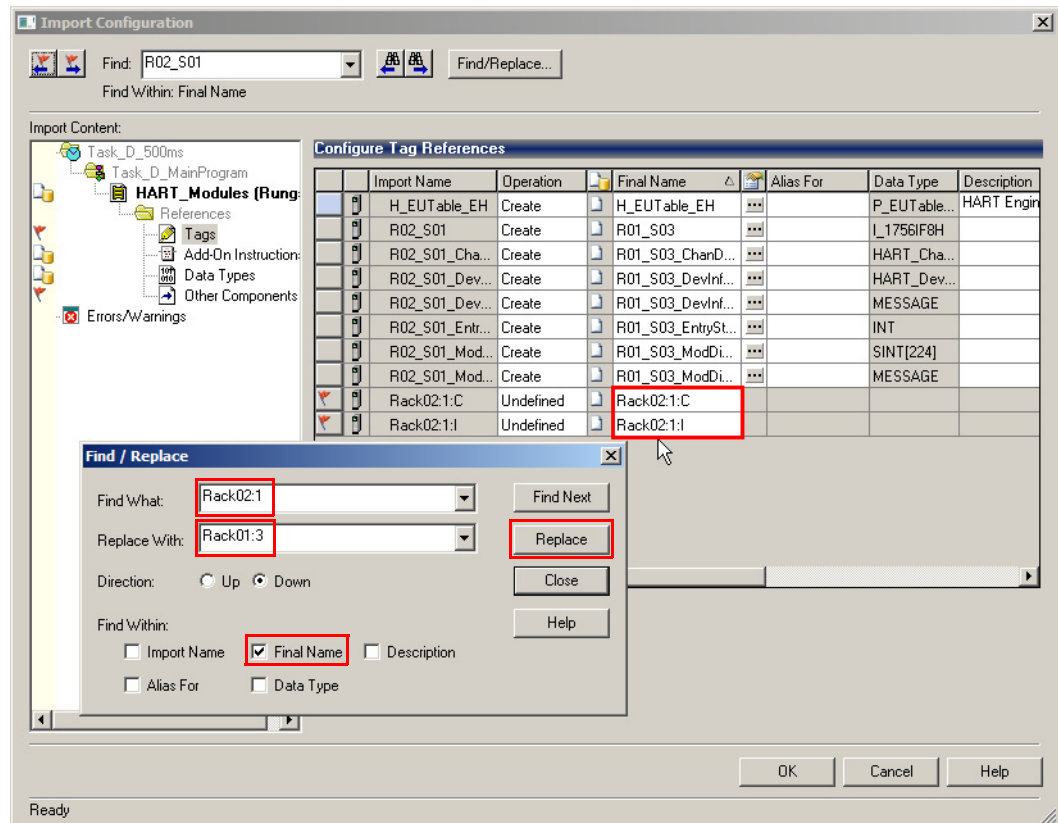 Import Configuration
Find: R02_S01 Find/Replace...
Find Within: Final Name
Import Content:
Task_D_500ms
Task_D_MainProgram
HART_Modules (Rung
References
Tags
Add-On Instruction
Data Types
Other Components
Errors/Warnings
Configure Tag References
Import Name Operation Final Name Alias For Data Type Description
H_EUTable_EH Create H_EUTable_EH ... P_EUTable... HART Engin
R02_S01 Create R01_S03 ... I_1756IF8H
R02_S01_Cha... Create R01_S03_ChanD... ... HART_Cha...
R02_S01_Dev... Create R01_S03_DevInf... ... HART_Dev...
R02_S01_Dev... Create R01_S03_DevInf... ... MESSAGE
R02_S01_Entr... Create R01_S03_EntrySt... ... INT
R02_S01_Mod... Create R01_S03_ModDi... ... SINT[224]
R02_S01_Mod... Create R01_S03_ModDi... ... MESSAGE
Rack02:1:C Undefined Rack02:1:C
Rack02:1:I Undefined Rack02:1:I
Find / Replace
Find What: Rack02:1 Find Next
Replace With: Rack01:3 Replace
Direction: Up Down Close
Find Within: Help
Import Name Final Name Description
Alias For Data Type
OK Cancel Help
Ready